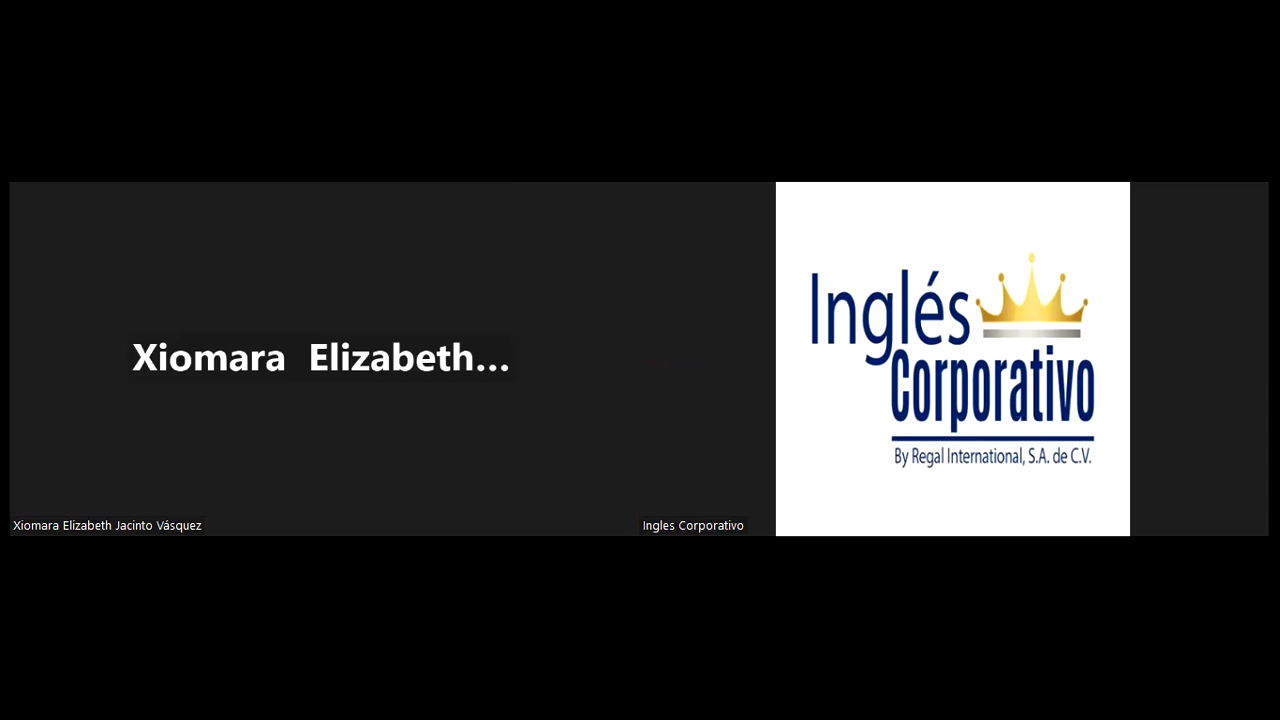 Xiomara Elizabeth...
Xiomara Elizabeth Jacinto Vásquez
Inglés
Corporativo
By Regal International, S.A. de C.V.
Ingles Corporativo